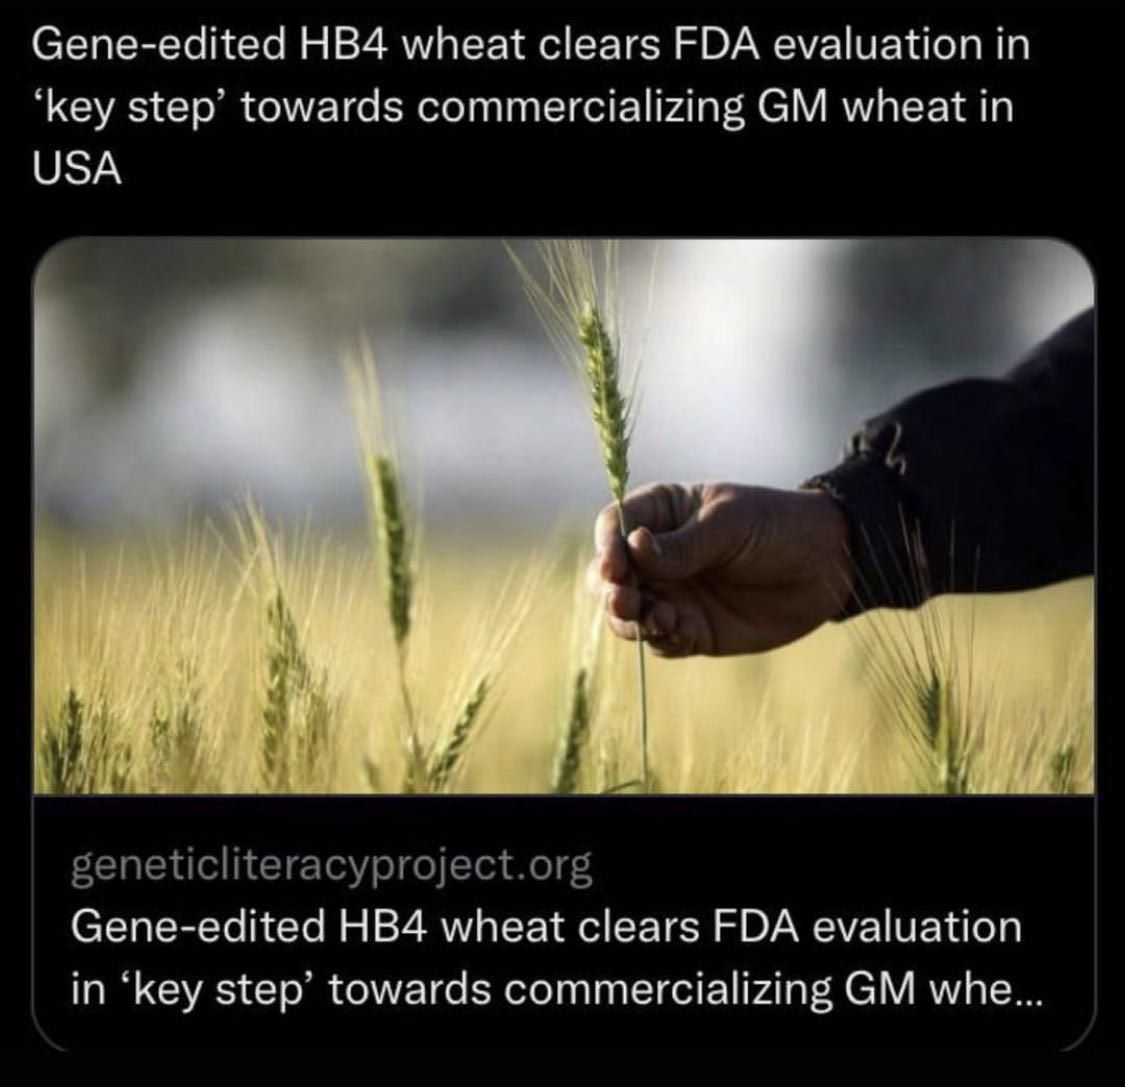 Gene-edited HB4 wheat clears FDA evaluation in
‘key step’ towards commercializing GM wheat in
USA
geneticliteracyproject.org
Gene-edited HB4 wheat clears FDA evaluation
in ‘key step’ towards commercializing GM whe...